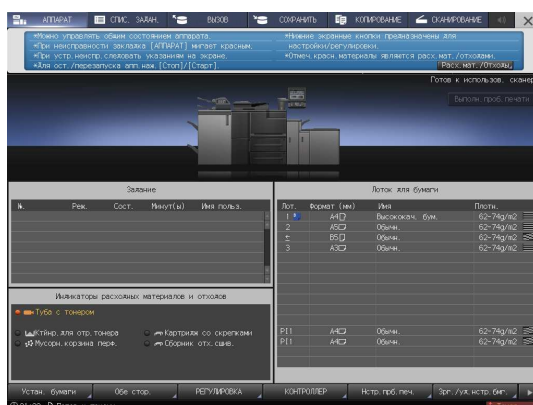 АППАРАТ
СПИС. ЗАДАН.
ВЫЗОВ
СОХРАНИТЬ
КОПИРОВАНИЕ
СКАНИРОВАНИЕ
*Можно управлять общим состоянием аппарата.
*При неисправности закладка [АППАРАТ] мигает красным.
*При устр.неиспр.следовать указаниям на экране.
*Для ост./перезапуска апп.наж.[Стоп]/[Старт].
*Нижние экранные кнопки предназначены для
настройки/регулировки.
*Отмеч.красн.материалы является расх.мат./отходами.
Расх.мат./Отходы
Готов к использов. сканер
Выполн.проб.печати
Задание
№. Реж. Сост. Минут(ы) Имя польз.
Лоток для бумаги
Лот. Формат (мм) Имя Плотн.
1 A4 Высококач. бум. 62-74g/m2
2 A5 Обычн. 62-74g/m2
B5 Обычн. 62-74g/m2
3 A3 Обычн. 62-74g/m2
PI1 A4 Обычн. 62-74g/m2
PI1 A4 Обычн. 62-74g/m2
Индикаторы расходных материалов и отходов
Туба с тонером
Ктйнр.для отр.тонера
Картридж со скрепками
Мусорн.корзина перф.
Сборник отх.сшив.
Устан. бумаги
Обе стор.
РЕГУЛИРОВКА
КОНТРОЛЛЕР
Нстр.прб.печ.
Зрг./уд.нстр.бмг.